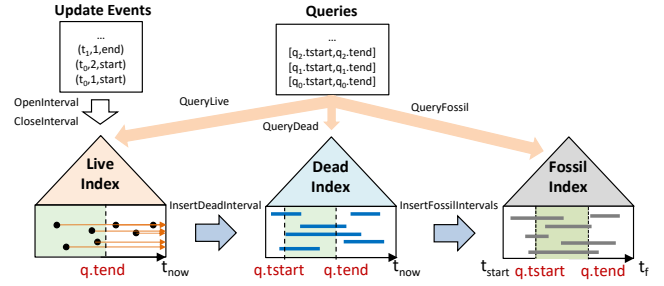 Update Events
Queries
...
(t1,1,end)
(t0,2,start)
(t0,1,start)
...
[q2.tstart,q2.tend]
[q1.tstart,q1.tend]
[q0.tstart,q0.tend]
OpenInterval
CloseInterval
QueryLive
QueryDead
QueryFossil
Live
Index
Dead
Index
Fossil
Index
InsertDeadInterval
InsertFossilIntervals
q.tend
tnow
q.tstart
q.tend
tnow
tstart
q.tstart
q.tend
tf